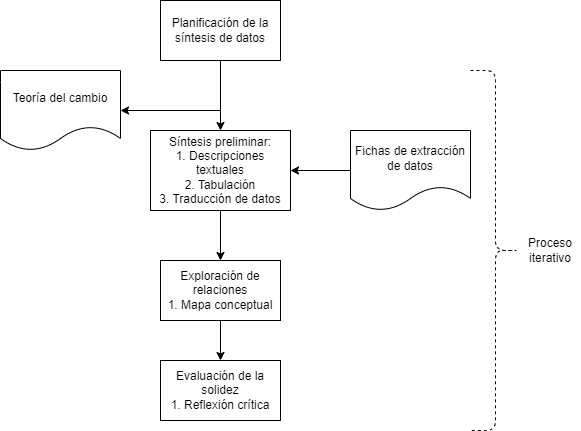 Planificación de la
síntesis de datos
Teoría del cambio
Síntesis preliminar:
1. Descripciones
textuales
2. Tabulación
3. Traducción de datos
Fichas de extracción
de datos
Proceso
iterativo
Exploración de
relaciones
1. Mapa conceptual
Evaluación de la
solidez
1. Reflexión crítica